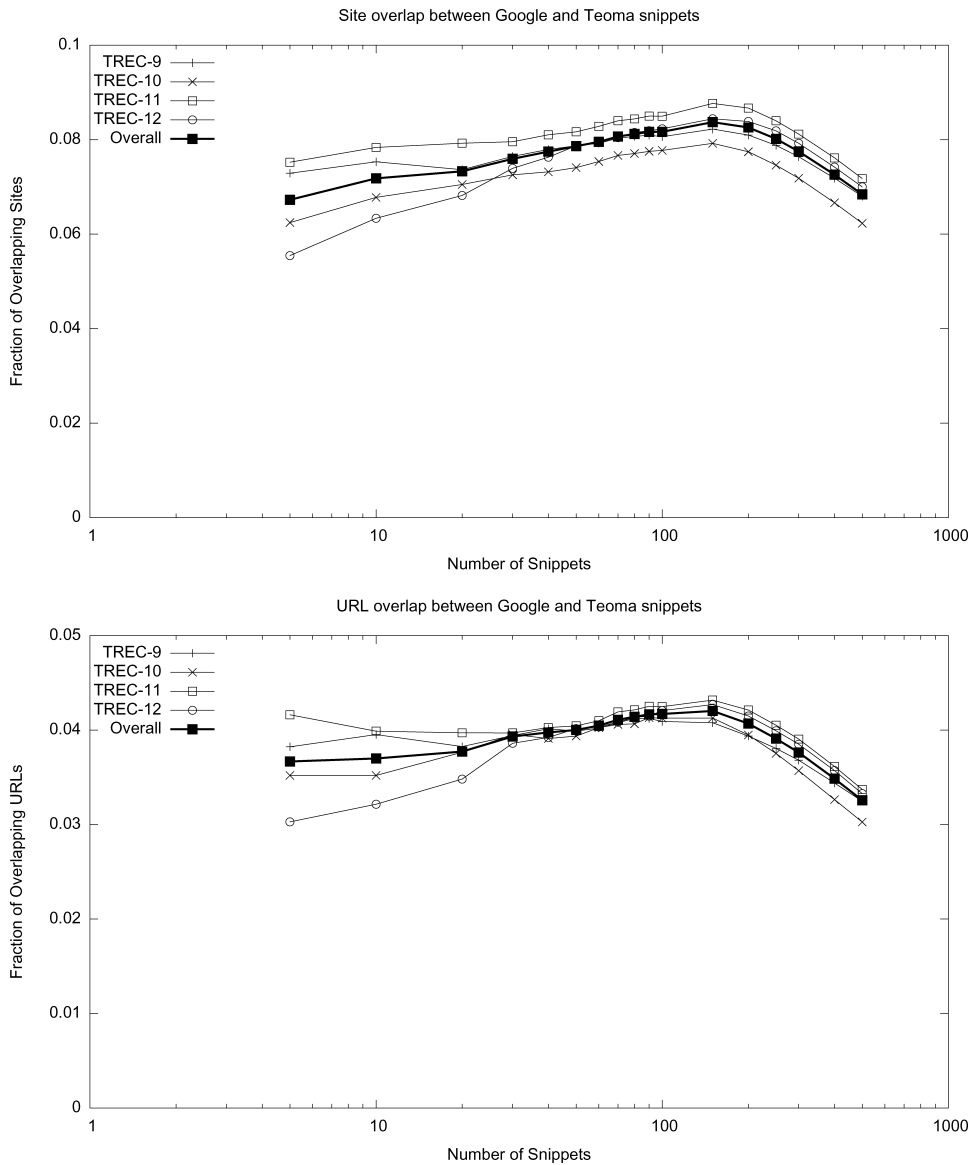 Site overlap between Google and Teoma snippets
0.1
TREC-9
TREC-10
TREC-11
TREC-12
Overall
0.08
0.06
0.04
0.02
0
Fraction of Overlapping Sites
1
10
100
1000
Number of Snippets
URL overlap between Google and Teoma snippets
0.05
TREC-9
TREC-10
TREC-11
TREC-12
Overall
0.04
0.03
0.02
0.01
0
Fraction of Overlapping URLs
1
10
100
1000
Number of Snippets